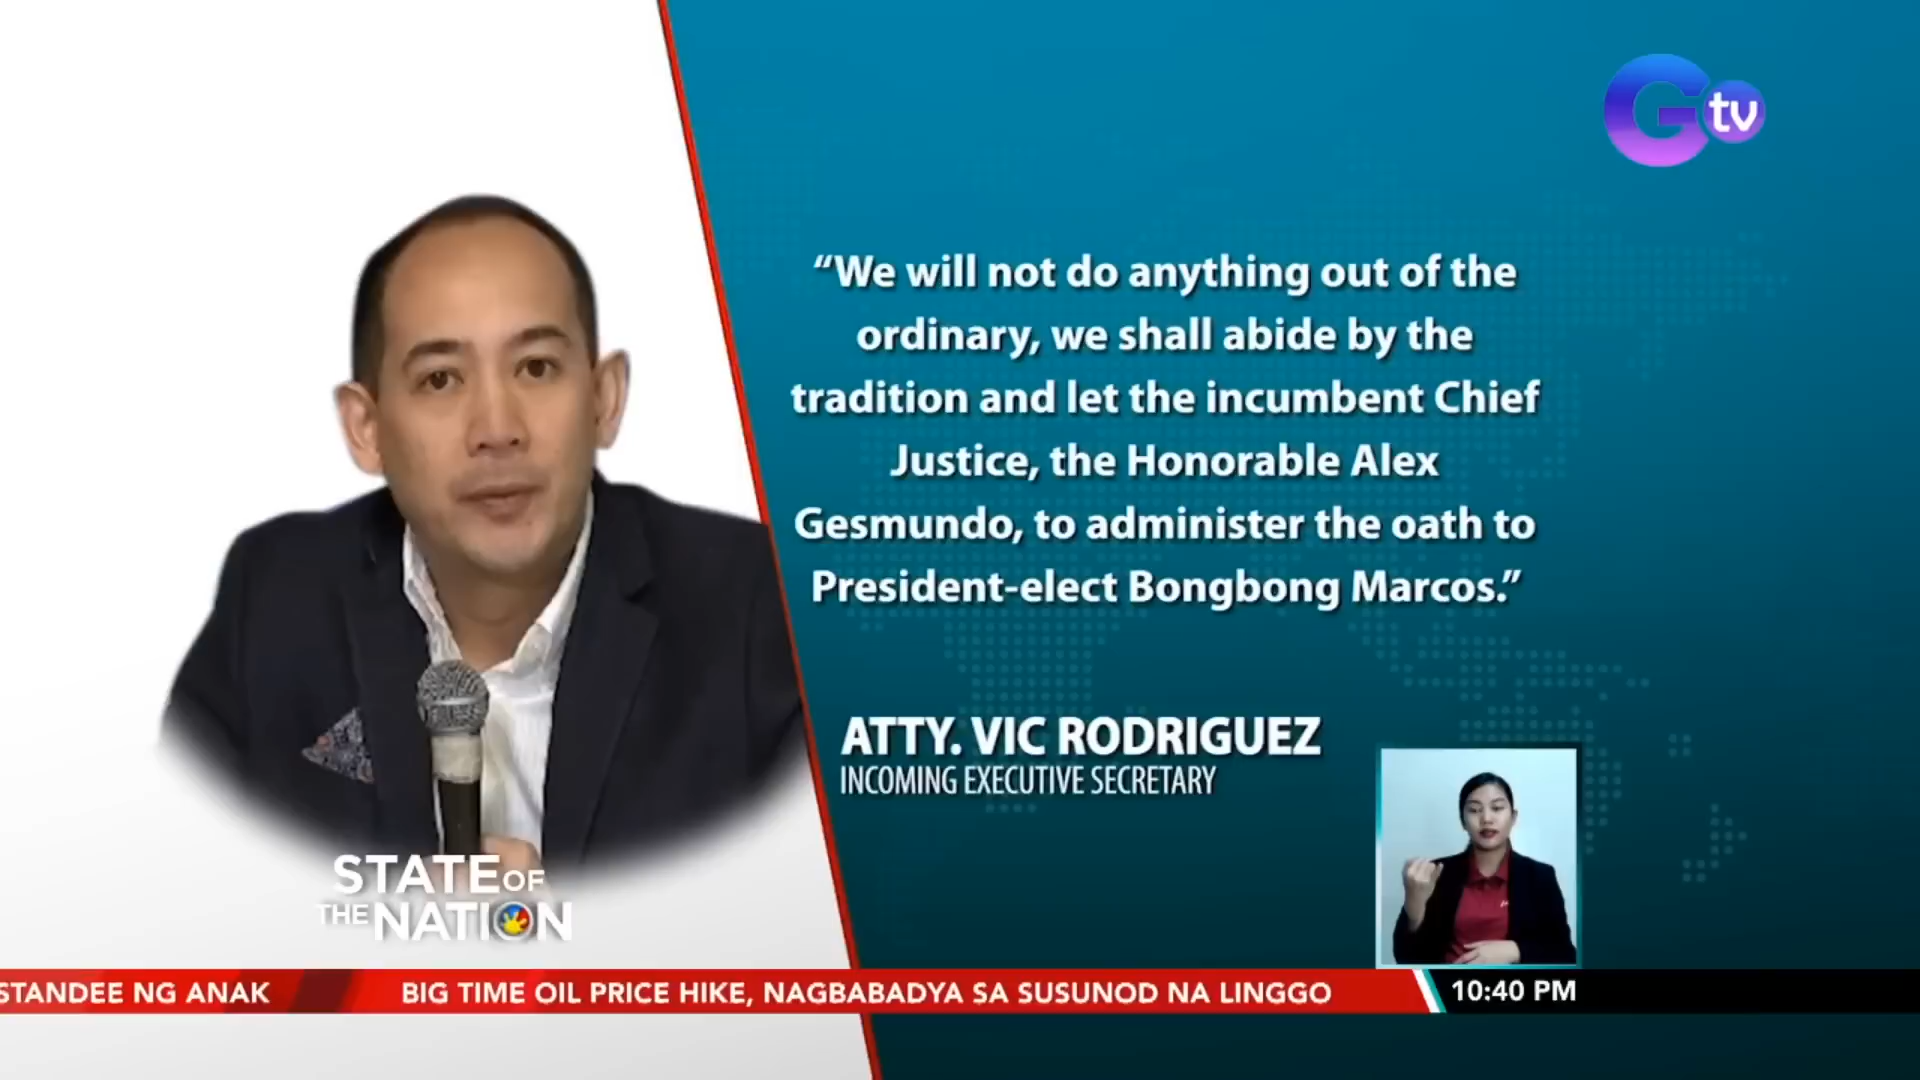 Gtv
“We will not do anything out of the
ordinary, we shall abide by the
tradition and let the incumbent Chief
Justice, the Honorable Alex
Gesmundo, to administer the oath to
President-elect Bongbong Marcos.”
ATTY. VIC RODRIGUEZ
INCOMING EXECUTIVE SECRETARY
STATE OF
THE NATION
STANDEE NG ANAK BIG TIME OIL PRICE HIKE, NAGBABADYA SA SUSUNOD NA LINGGO 10:40 PM